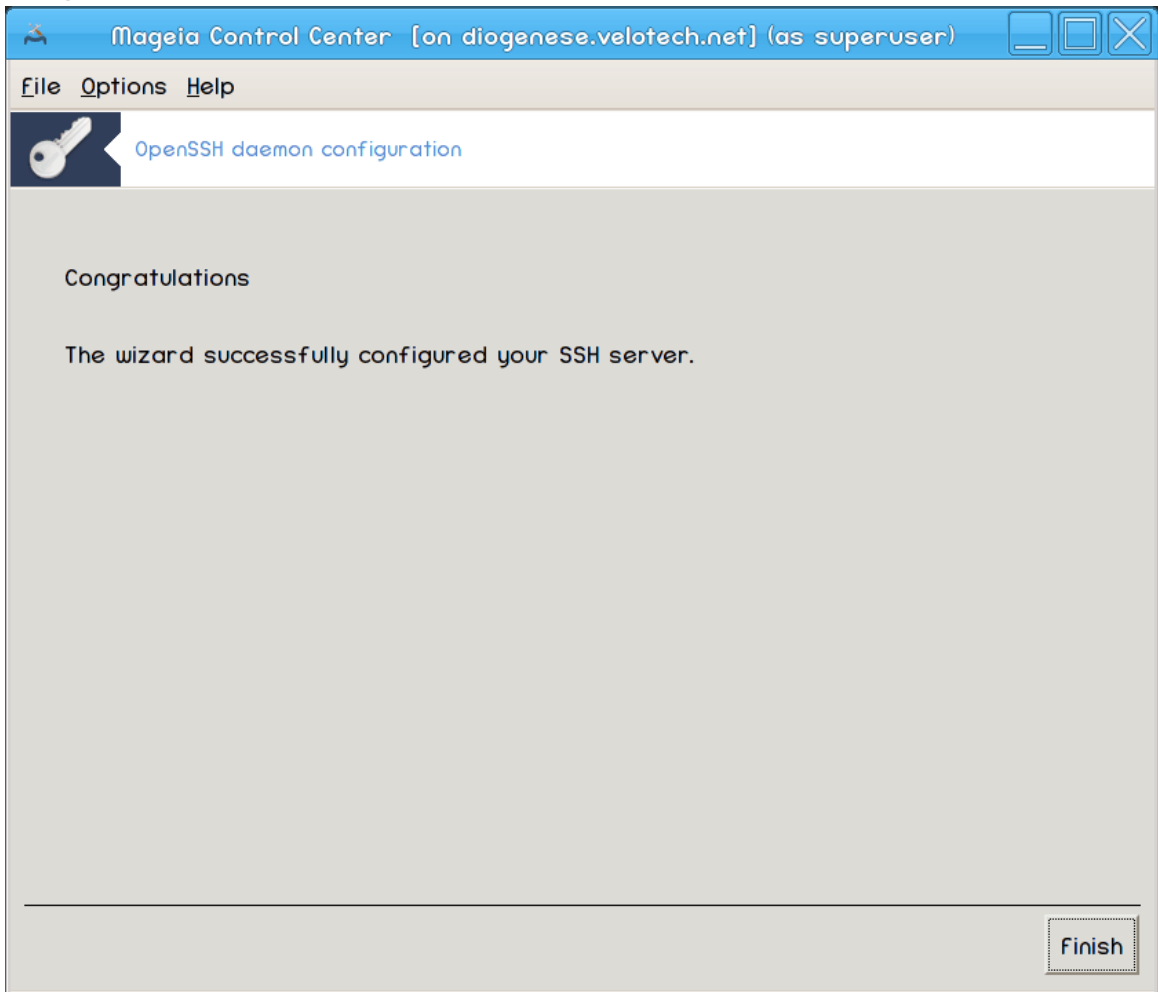 Mageia Control Center [on diogenese.velotech.net] (as superuser)
File Options Help
OpenSSH daemon configuration
Congratulations
The wizard successfully configured your SSH server.
Finish